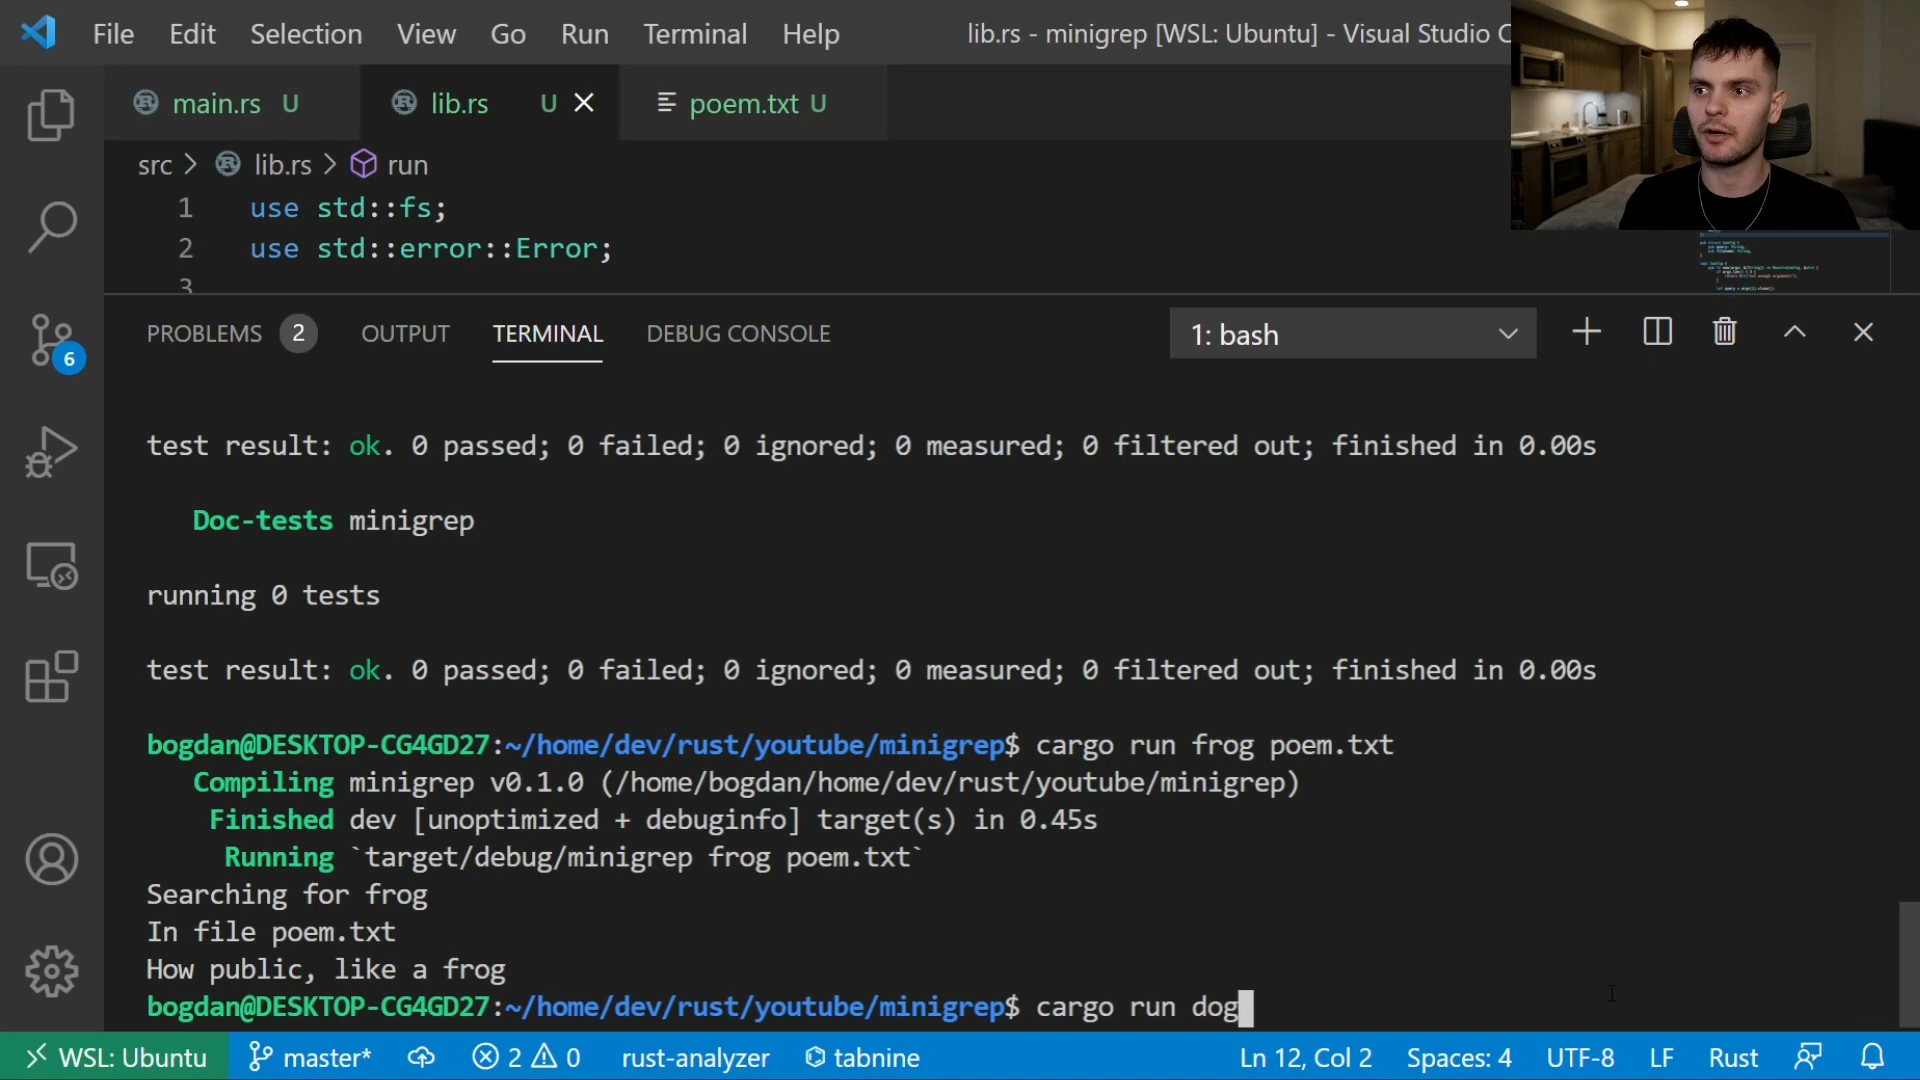 File Edit Selection View Go Run Terminal Help lib.rs - minigrep [WSL: Ubuntu] - Visual Studio C
main.rs U lib.rs U poem.txt U
src > lib.rs > run
1 use std::fs;
2 use std::error::Error;
3
PROBLEMS 2 OUTPUT TERMINAL DEBUG CONSOLE 1: bash
test result: ok. 0 passed; 0 failed; 0 ignored; 0 measured; 0 filtered out; finished in 0.00s
Doc-tests minigrep
running 0 tests
test result: ok. 0 passed; 0 failed; 0 ignored; 0 measured; 0 filtered out; finished in 0.00s
bogdan@DESKTOP-CG4GD27:~/home/dev/rust/youtube/minigrep$ cargo run frog poem.txt
Compiling minigrep v0.1.0 (/home/bogdan/home/dev/rust/youtube/minigrep)
Finished dev [unoptimized + debuginfo] target(s) in 0.45s
Running `target/debug/minigrep frog poem.txt`
Searching for frog
In file poem.txt
How public, like a frog
bogdan@DESKTOP-CG4GD27:~/home/dev/rust/youtube/minigrep$ cargo run dog
6
WSL: Ubuntu master* 2 0 rust-analyzer tabnine Ln 12, Col 2 Spaces: 4 UTF-8 LF Rust